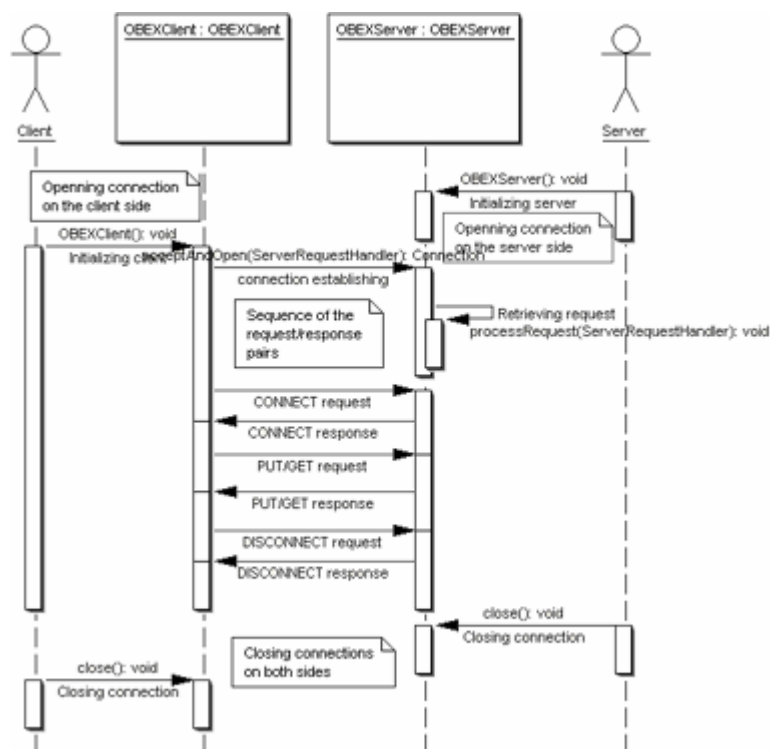 OBEXClient : OBEXClient
OBEXServer : OBEXServer
Client
Server
Openning connection
on the client side
OBEXServer(): void
Initializing server
Openning connection
on the server side
OBEXClient(): void
Initializing client
acceptAndOpen(ServerRequestHandler): Connection
connection establishing
Sequence of the
request/response
pairs
Retrieving request
processRequest(ServerRequestHandler): void
CONNECT request
CONNECT response
PUT/GET request
PUT/GET response
DISCONNECT request
DISCONNECT response
close(): void
Closing connection
Closing connections
on both sides
close(): void
Closing connection